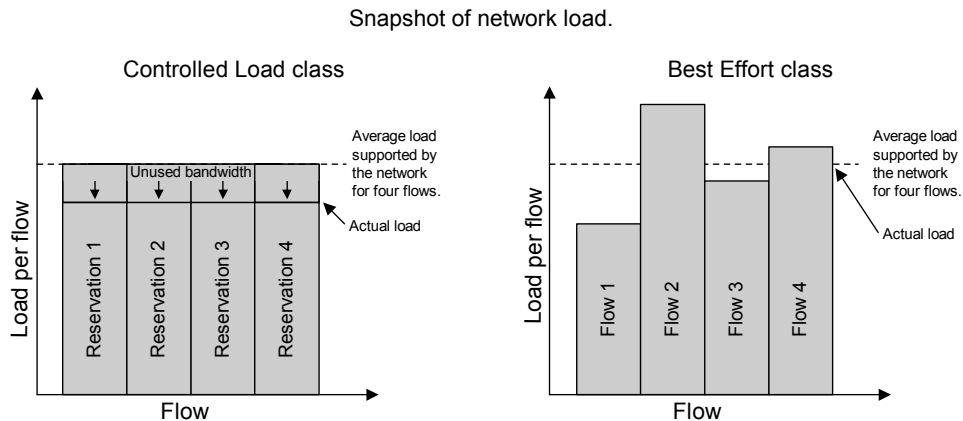 Snapshot of network load.
Controlled Load class
Load per flow
Average load
supported by
the network
for four flows.
Unused bandwidth
Actual load
Reservation 1
Reservation 2
Reservation 3
Reservation 4
Flow
Best Effort class
Load per flow
Average load
supported by
the network
for four flows.
Actual load
Flow 1
Flow 2
Flow 3
Flow 4
Flow